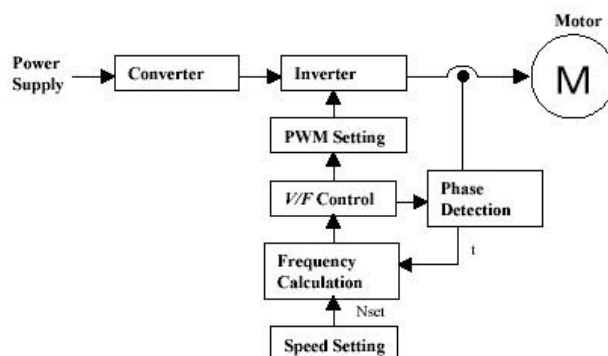 Motor
Power
Supply
Converter
Inverter
M
PWM Setting
V/F Control
Phase
Detection
t
Frequency
Calculation
Nset
Speed Setting